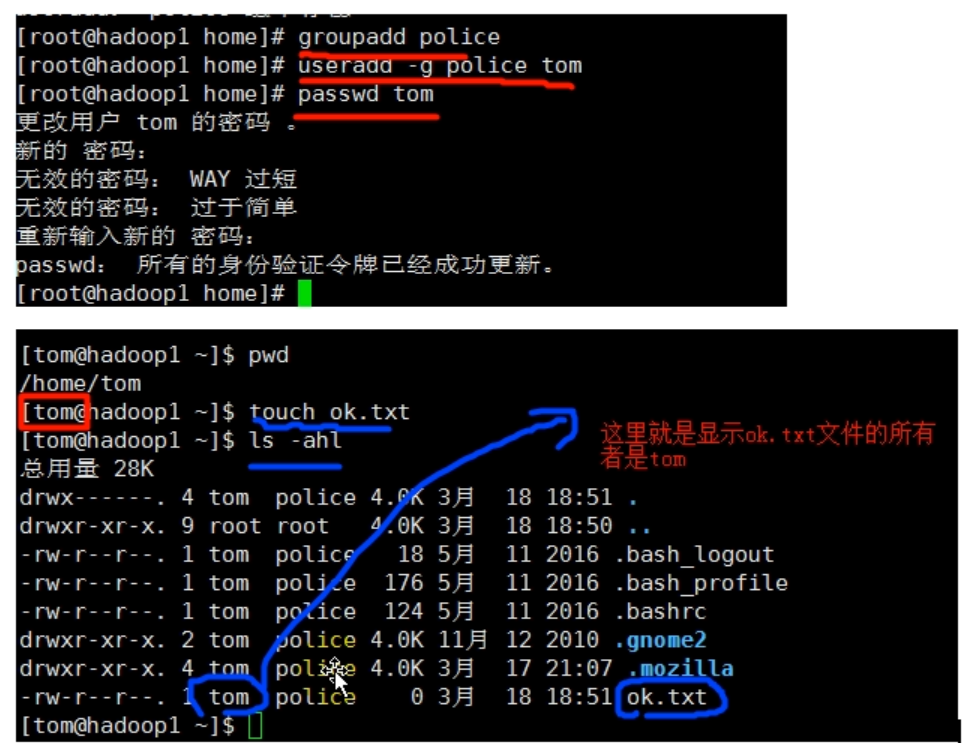 [root@hadoop1 home]# groupadd police
[root@hadoop1 home]# useradd -g police tom
[root@hadoop1 home]# passwd tom
更改用户 tom 的密码 。
新的 密码：
无效的密码： WAY 过短
无效的密码： 过于简单
重新输入新的 密码：
passwd： 所有的身份验证令牌已经成功更新。
[root@hadoop1 home]#
[tom@hadoop1 ~]$ pwd
/home/tom
[tom@hadoop1 ~]$ touch ok.txt
[tom@hadoop1 ~]$ ls -ahl
这里就是显示ok.txt文件的所有
者是tom
总用量 28K
drwx------. 4 tom police 4.0K 3月 18 18:51 .
drwxr-xr-x. 9 root root 4.0K 3月 18 18:50 ..
-rw-r--r--. 1 tom police 18 5月 11 2016 .bash_logout
-rw-r--r--. 1 tom police 176 5月 11 2016 .bash_profile
-rw-r--r--. 1 tom police 124 5月 11 2016 .bashrc
drwxr-xr-x. 2 tom police 4.0K 11月 12 2010 .gnome2
drwxr-xr-x. 4 tom police 4.0K 3月 17 21:07 .mozilla
-rw-r--r--. 1 tom police 0 3月 18 18:51 ok.txt
[tom@hadoop1 ~]$